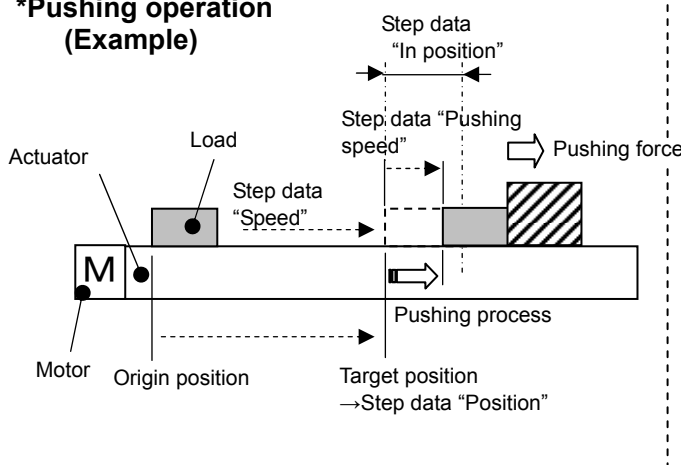 *Pushing operation
(Example)
Step data
“In position”
Step data “Pushing
speed”
Pushing force
Load
Actuator
Step data
“Speed”
M
Pushing process
Motor
Origin position
Target position
→Step data “Position”